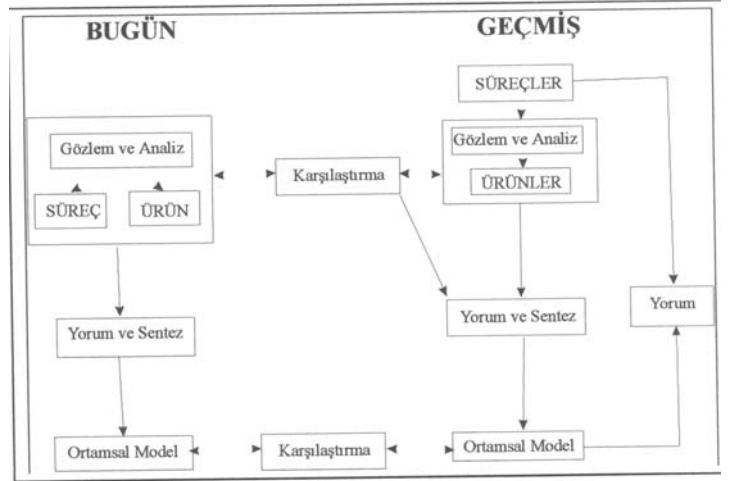 BUGÜN
GEÇMİŞ
SÜREÇLER
Gözlem ve Analiz
SÜREÇ
ÜRÜN
Karşılaştırma
Gözlem ve Analiz
ÜRÜNLER
Yorum ve Sentez
Yorum ve Sentez
Yorum
Ortamsal Model
Karşılaştırma
Ortamsal Model